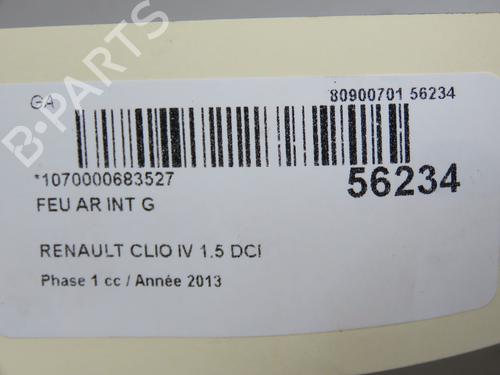 GA
80900701 56234
*1070000683527
56234
FEU AR INT G
RENAULT CLIO IV 1.5 DCI
Phase 1 cc / Année 2013
B-PARTS